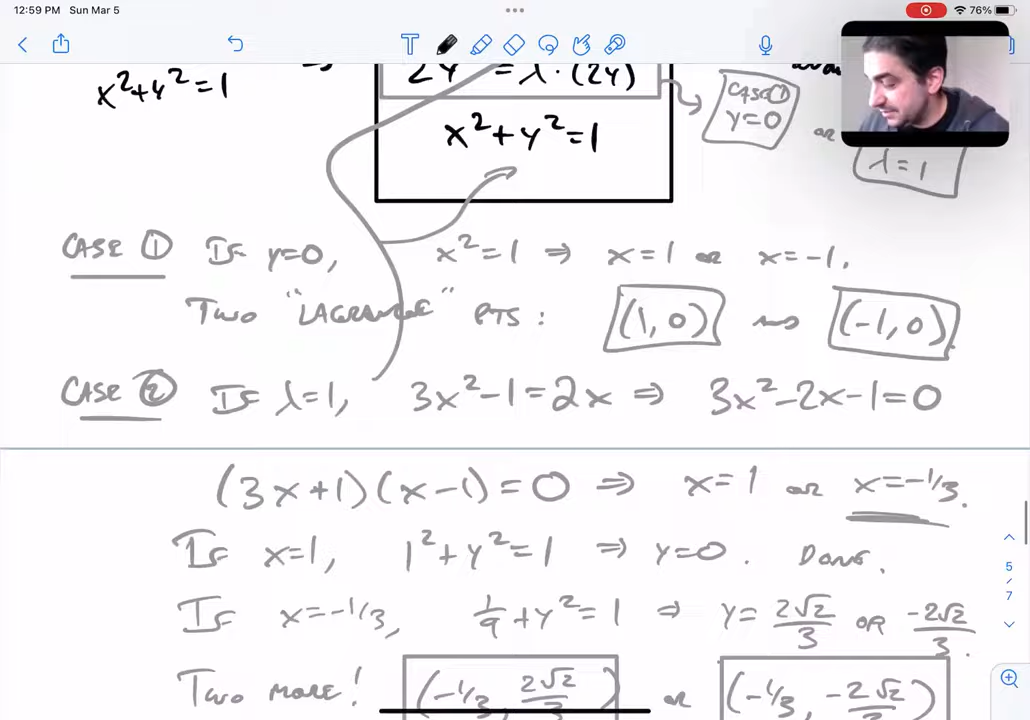 12:59 PM Sun Mar 5
76%
x²+y²=1
2y = λ·(2y)
x²+y²=1
CASE ①
y=0
or
λ=1
CASE ① IF y=0, x²=1 ⇒ x=1 or x=-1.
Two "LAGRANGE" PTS: (1,0) AND (-1,0).
CASE ② IF λ=1, 3x²-1=2x ⇒ 3x²-2x-1=0
(3x+1)(x-1)=0 ⇒ x=1 or x=-1/3.
IF x=1, 1²+y²=1 ⇒ y=0. DONE.
IF x=-1/3, 1/9+y²=1 ⇒ y=2√2/3 OR -2√2/3.
TWO MORE! (-1/3, 2√2/3) or (-1/3, -2√2/3)
5
7